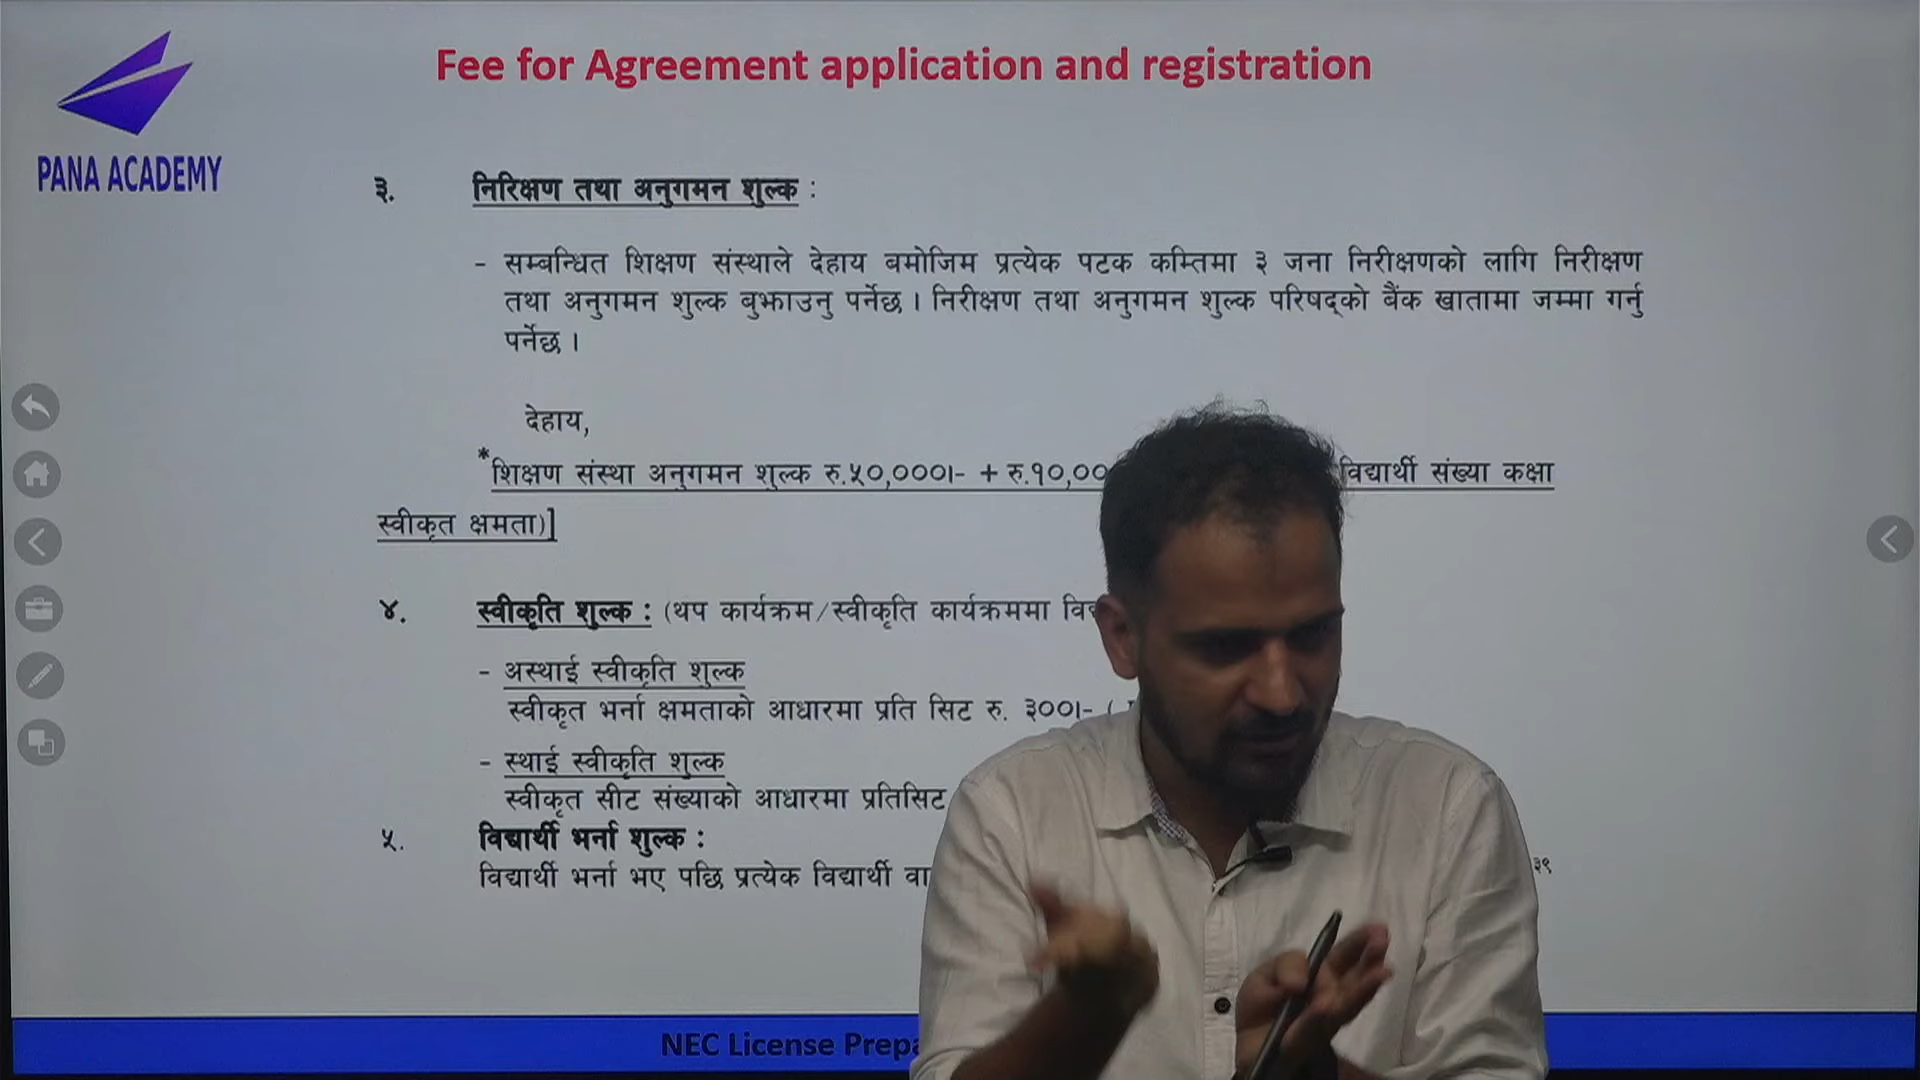 Fee for Agreement application and registration
PANA ACADEMY
३. निरिक्षण तथा अनुगमन शुल्क :
- सम्बन्धित शिक्षण संस्थाले देहाय बमोजिम प्रत्येक पटक कम्तिमा ३ जना निरीक्षणको लागि निरीक्षण
तथा अनुगमन शुल्क बुझाउनु पर्नेछ । निरीक्षण तथा अनुगमन शुल्क परिषद्को बैंक खातामा जम्मा गर्नु
पर्नेछ ।
देहाय,
*शिक्षण संस्था अनुगमन शुल्क रु.५०,०००।- + रु.१०,०० विद्यार्थी संख्या कक्षा
स्वीकृत क्षमता)]
४. स्वीकृति शुल्क : (थप कार्यक्रम/स्वीकृति कार्यक्रममा
- अस्थाई स्वीकृति शुल्क
स्वीकृत भर्ना क्षमताको आधारमा प्रति सिट रु. ३००।- (
- स्थाई स्वीकृति शुल्क
स्वीकृत सीट संख्याको आधारमा प्रतिसिट
५. विद्यार्थी भर्ना शुल्क :
विद्यार्थी भर्ना भए पछि प्रत्येक विद्यार्थी ३९
NEC License